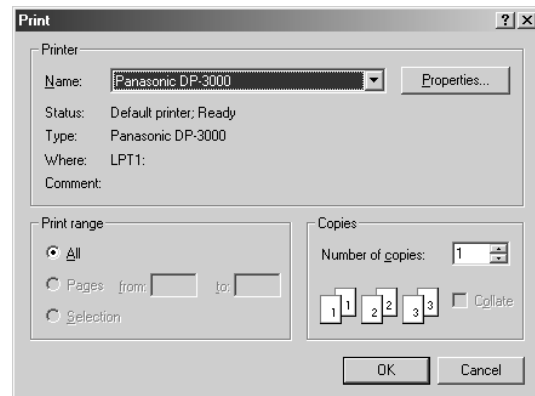 Print
Printer
Name: Panasonic DP-3000 Properties...
Status: Default printer; Ready
Type: Panasonic DP-3000
Where: LPT1:
Comment:
Print range
All
Pages from: to:
Selection
Copies
Number of copies: 1
1 1 2 2 3 3 Collate
OK Cancel